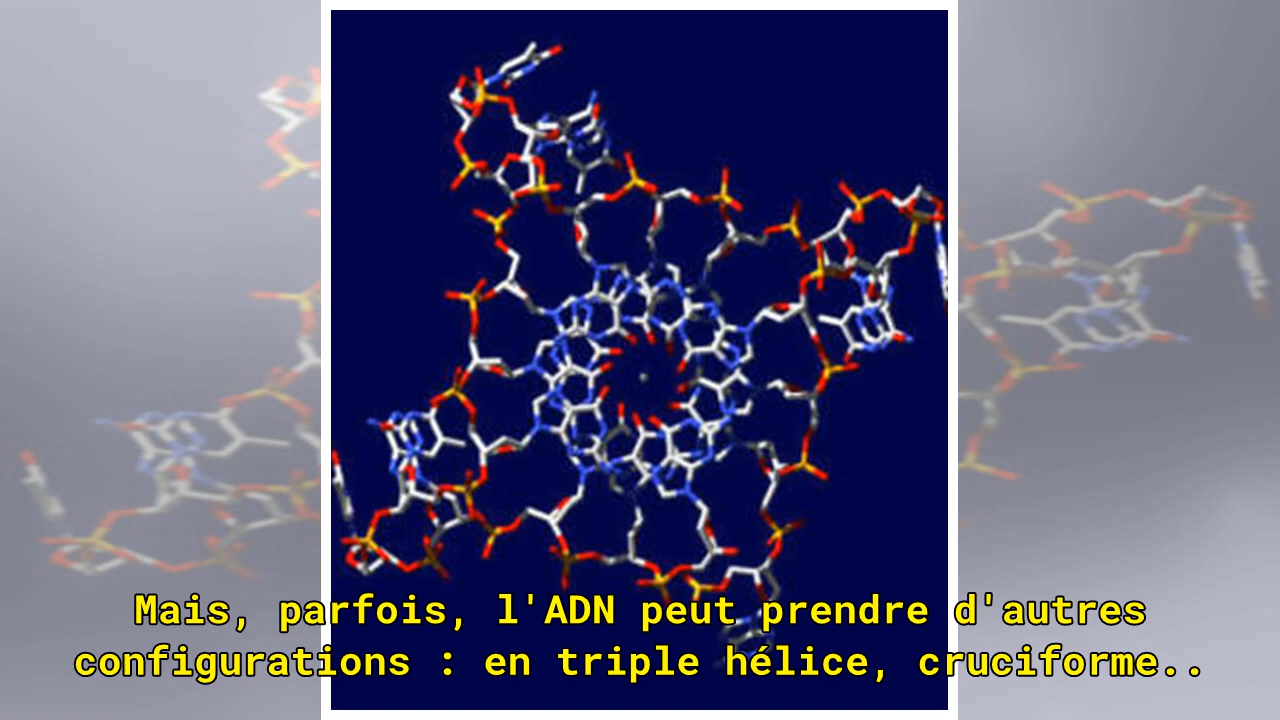 Mais, parfois, l'ADN peut prendre d'autres
configurations : en triple hélice, cruciforme..